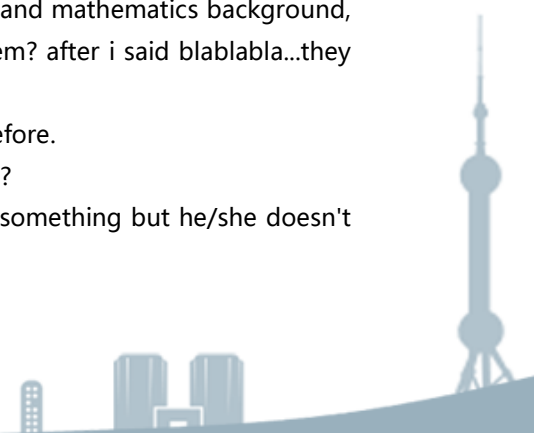 and mathematics background,
em? after i said blablabla...they
efore.
?
something but he/she doesn't